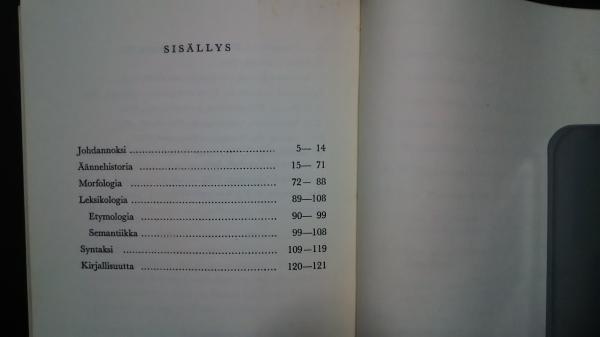 SISÄLLYS
Johdannoksi ........................................ 5— 14
Äännehistoria ..................................... 15— 71
Morfologia ........................................ 72— 88
Leksikologia ...................................... 89—108
Etymologia ...................................... 90— 99
Semantiikka ..................................... 99—108
Syntaksi .......................................... 109—119
Kirjallisuutta .................................... 120—121